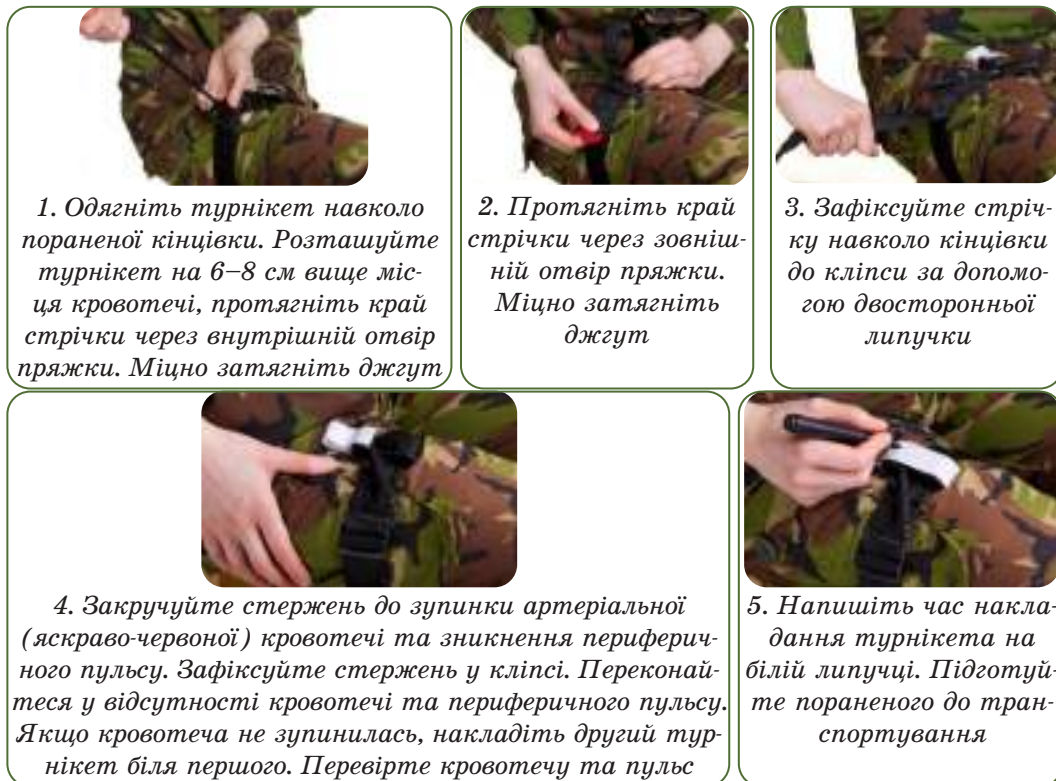 1. Одягніть турнікет навколо
пораненої кінцівки. Розташуйте
турнікет на 6–8 см вище міс-
ця кровотечі, протягніть край
стрічки через внутрішній отвір
пряжки. Міцно затягніть джгут
2. Протягніть край
стрічки через зовніш-
ній отвір пряжки.
Міцно затягніть
джгут
3. Зафіксуйте стріч-
ку навколо кінцівки
до кліпси за допомо-
гою двосторонньої
липучки
4. Закручуйте стержень до зупинки артеріальної
(яскраво-червоної) кровотечі та зникнення периферич-
ного пульсу. Зафіксуйте стержень у кліпсі. Переконай-
теся у відсутності кровотечі та периферичного пульсу.
Якщо кровотеча не зупинилась, накладіть другий тур-
нікет біля першого. Перевірте кровотечу та пульс
5. Напишіть час накла-
дання турнікета на
білій липучці. Підготуй-
те пораненого до тран-
спортування